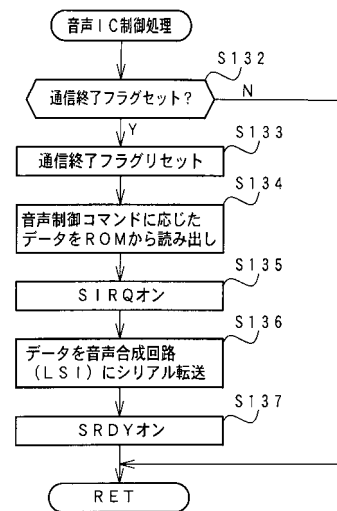 音声IC制御処理
S132
通信終了フラグセット?
N
Y
S133
通信終了フラグリセット
S134
音声制御コマンドに応じた
データをROMから読み出し
S135
SIRQオン
S136
データを音声合成回路
(LSI)にシリアル転送
S137
SRDYオン
RET